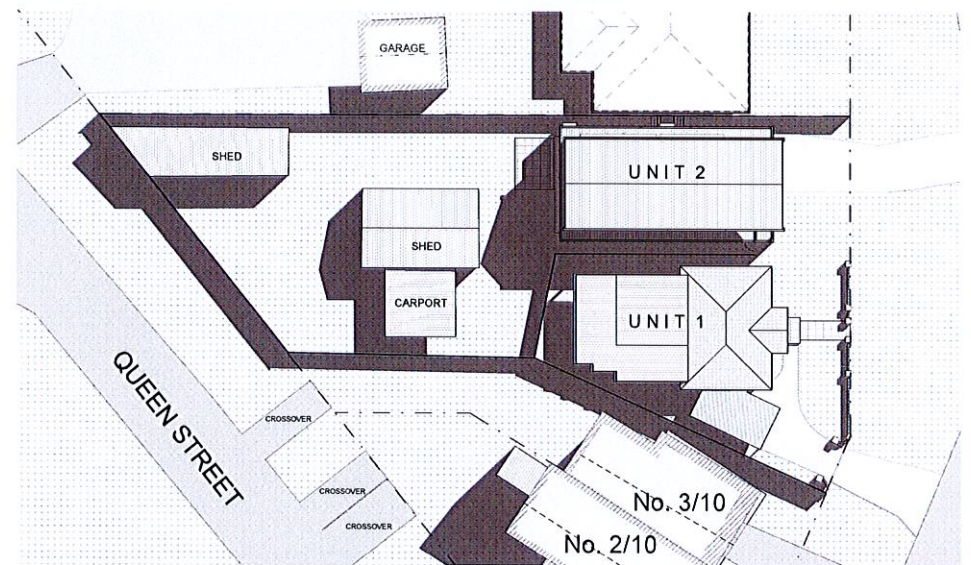 GARAGE
SHED
UNIT 2
SHED
CARPORT
UNIT 1
QUEEN STREET
CROSSOVER
CROSSOVER
CROSSOVER
No. 3/10
No. 2/10